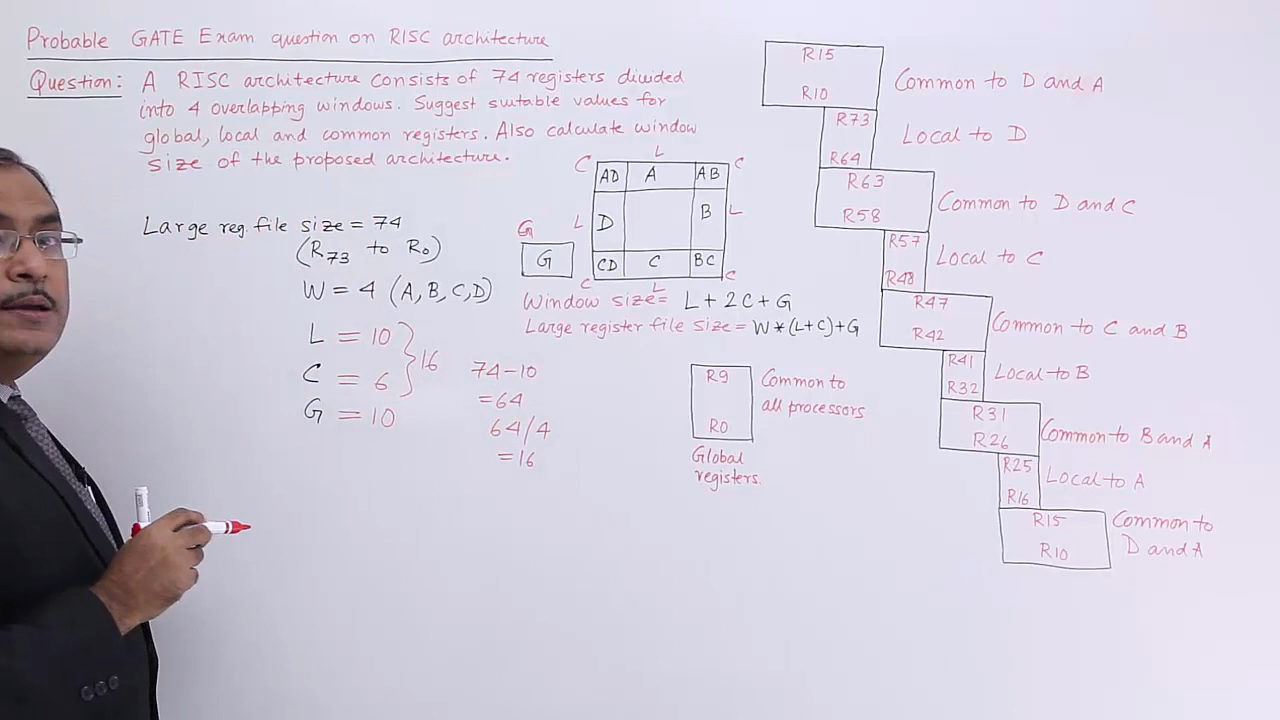 Probable GATE Exam question on RISC architecture
Question: A RISC architecture consists of 74 registers divided
into 4 overlapping windows. Suggest suitable values for
global, local and common registers. Also calculate window
size of the proposed architecture.
Large reg. file size = 74
(R73 to R0)
W = 4 (A, B, C, D)
L = 10
C = 6
} 16
G = 10
74-10
=64
64/4
=16
C L C
AD A AB
L D B L
G
G
CD C BC
C L C
Window size = L + 2C + G
Large register file size = W*(L+C)+G
R9
R0
Common to
all processors
Global
registers.
R15
R10
Common to D and A
R73
R64
Local to D
R63
R58
Common to D and C
R57
R48
Local to C
R47
R42
Common to C and B
R41
R32
Local to B
R31
R26
Common to B and A
R25
R16
Local to A
R15
R10
Common to
D and A